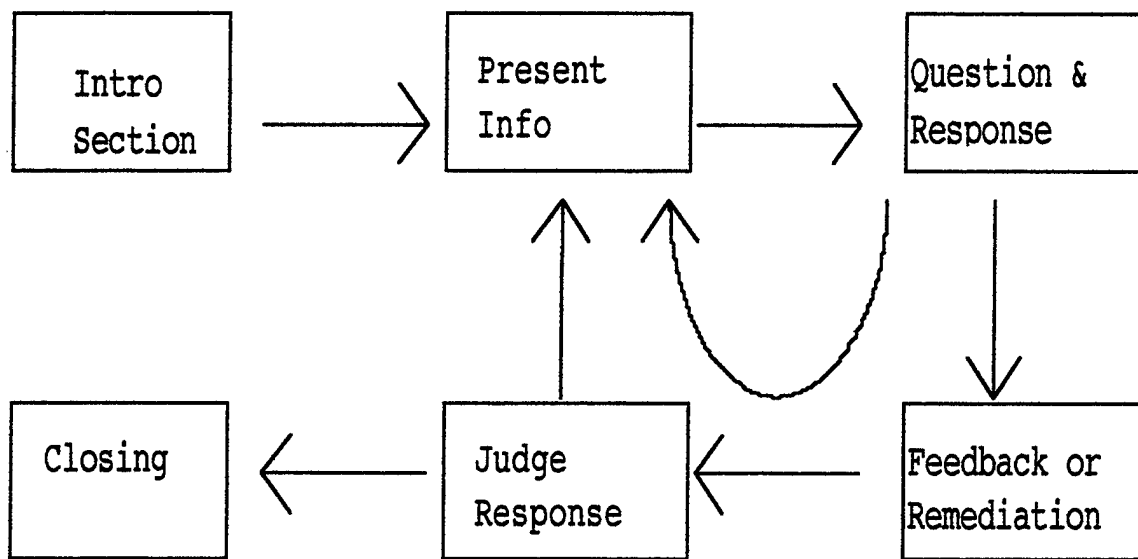 Intro
Section
Present
Info
Question &
Response
Closing
Judge
Response
Feedback or
Remediation